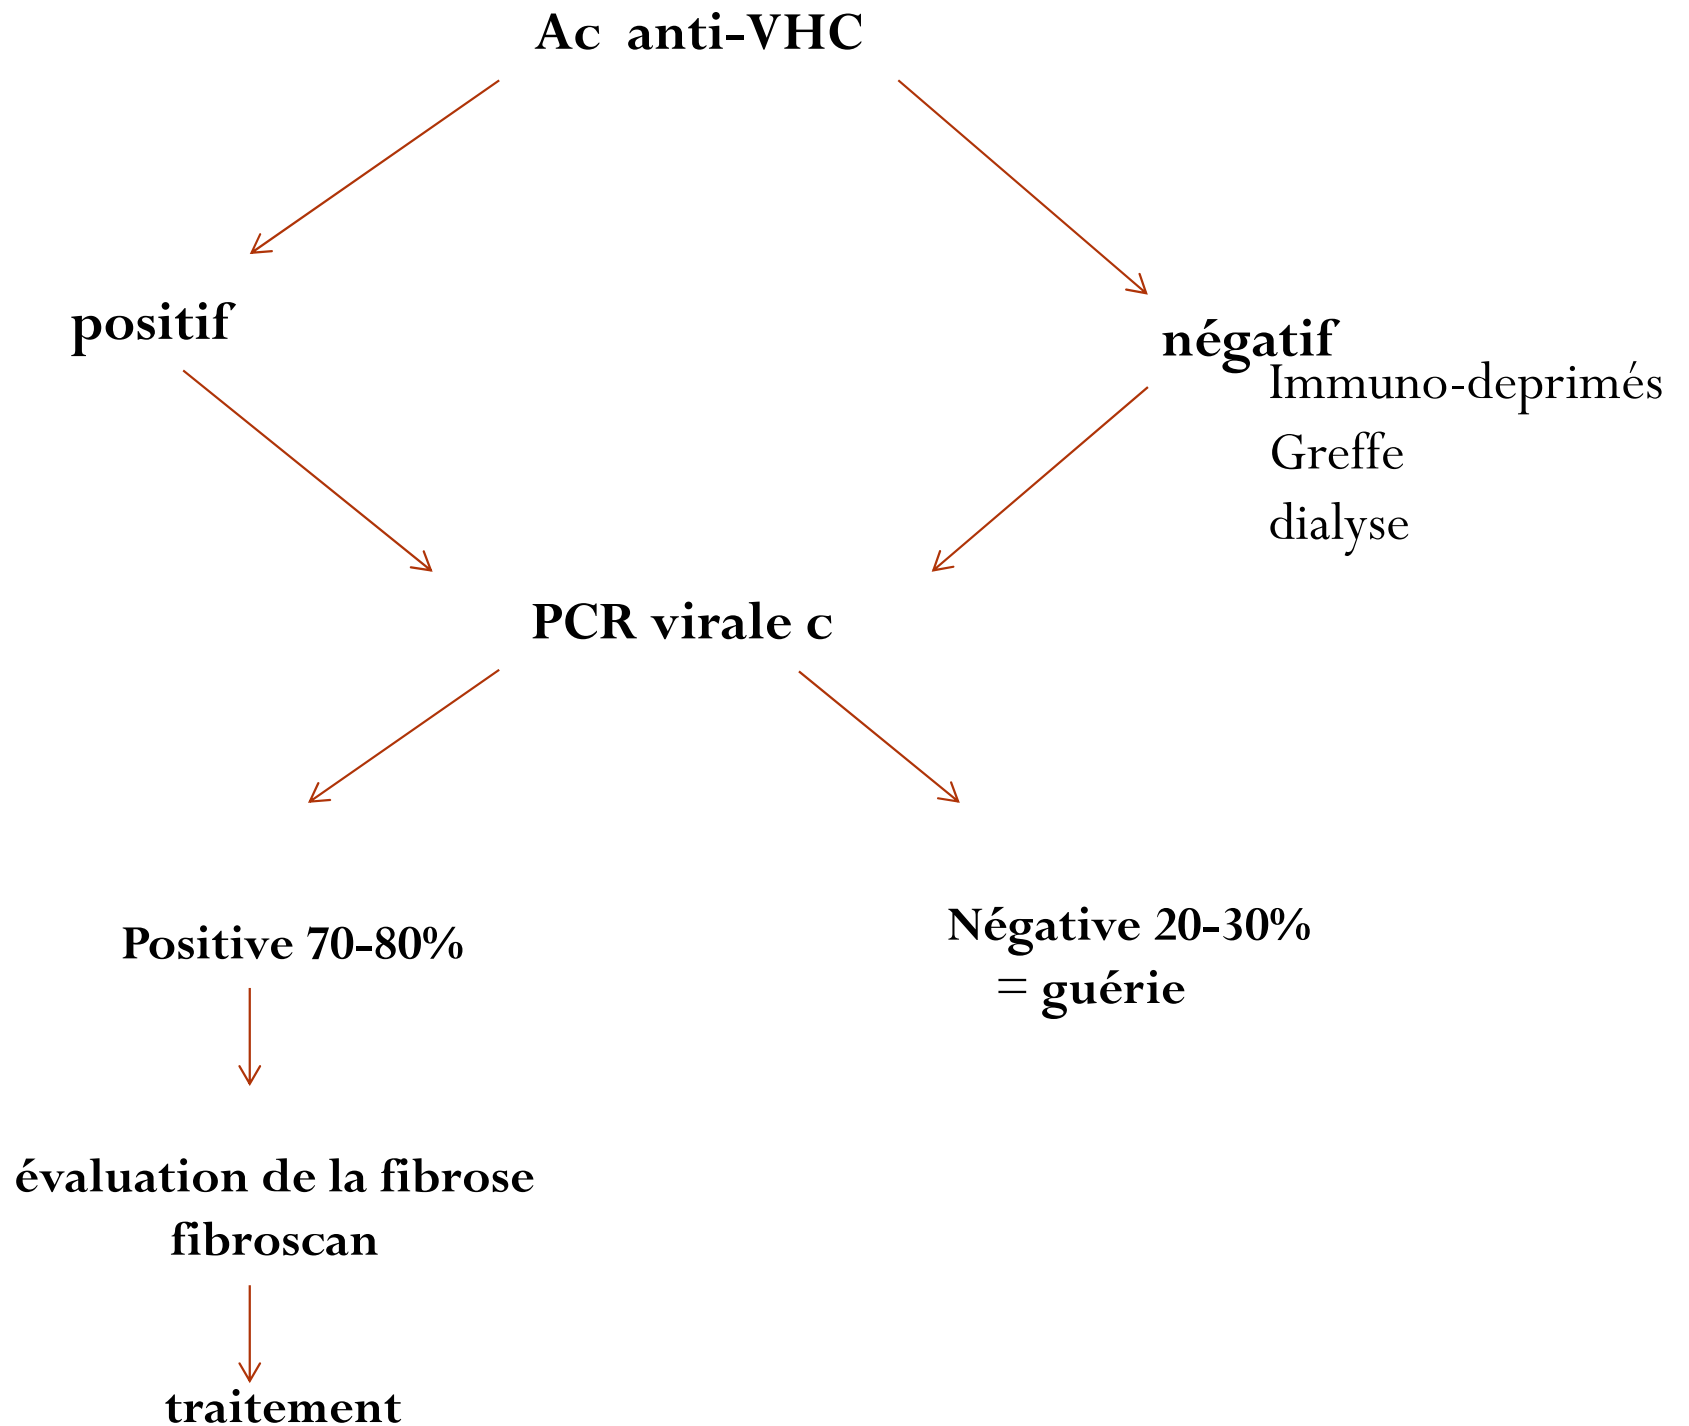 Ac anti-VHC
positif
négatif
Immuno-deprimés
Greffe
dialyse
PCR virale c
Positive 70-80%
Négative 20-30%
= guérie
évaluation de la fibrose
fibroscan
traitement